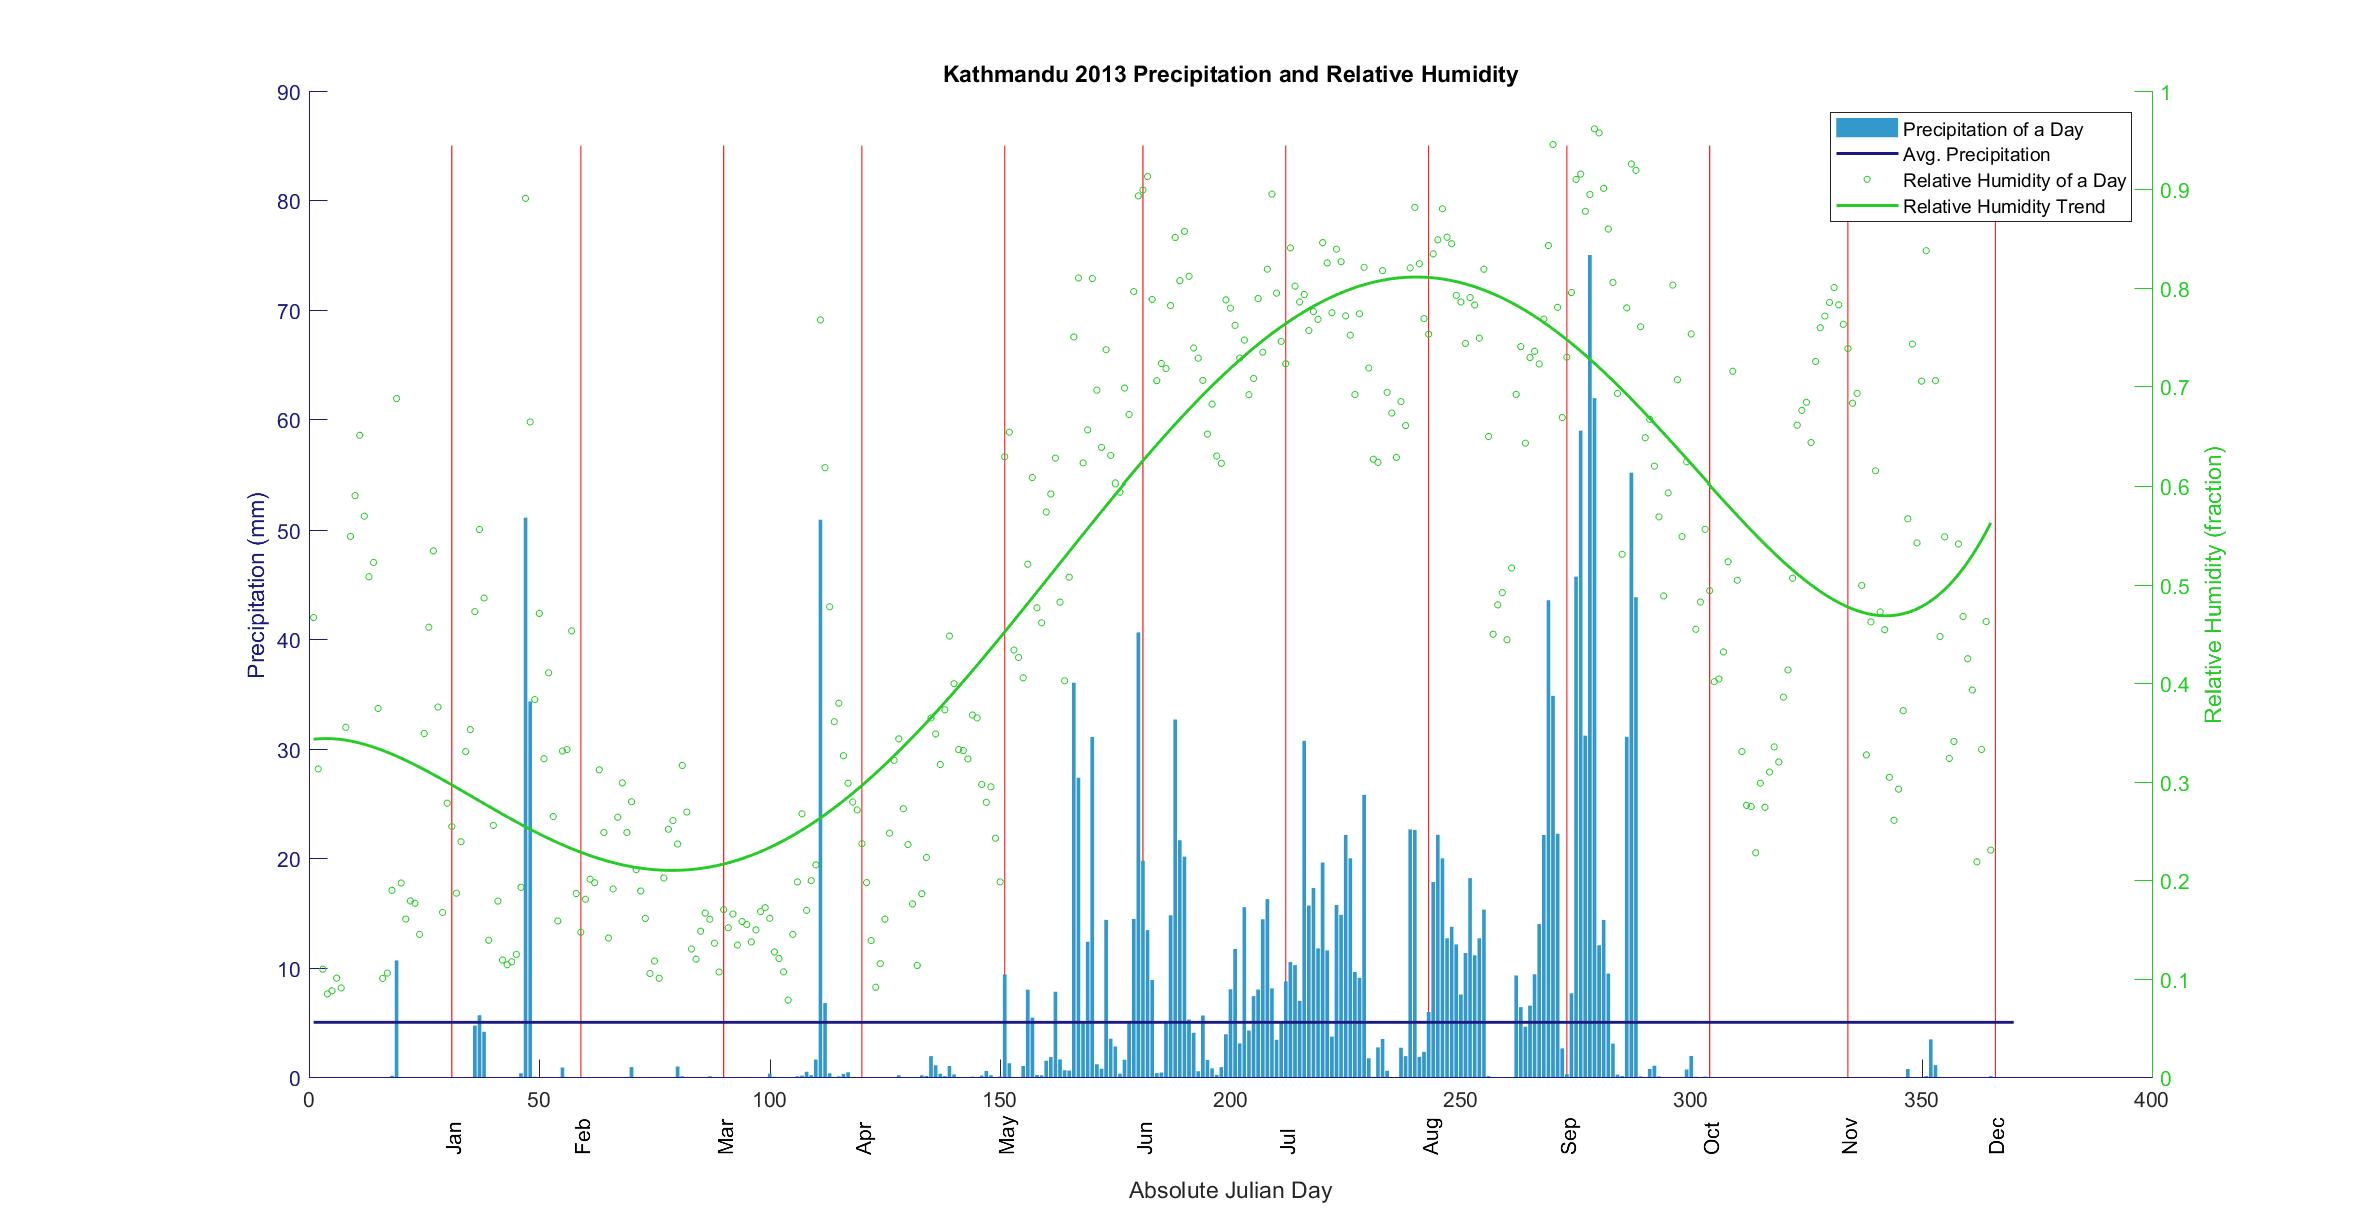 Kathmandu 2013 Precipitation and Relative Humidity
90
80
70
60
50
40
30
20
10
0
Precipitation (mm)
1
0.9
0.8
0.7
0.6
0.5
0.4
0.3
0.2
0.1
0
Relative Humidity (fraction)
Precipitation of a Day
Avg. Precipitation
Relative Humidity of a Day
Relative Humidity Trend
0 50 100 150 200 250 300 350 400
Jan Feb Mar Apr May Jun Jul Aug Sep Oct Nov Dec
Absolute Julian Day